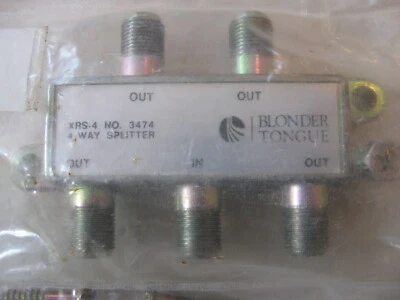 OUT OUT
XRS-4 NO. 3474 BLONDER
4 WAY SPLITTER TONGUE
OUT IN OUT